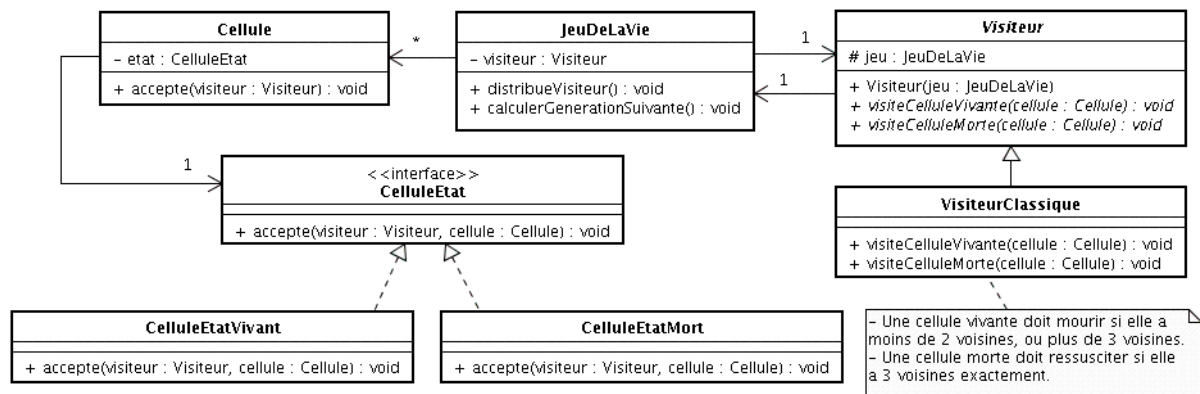 Cellule
– etat : CelluleEtat
+ accepte(visiteur : Visiteur) : void
*
JeuDeLaVie
– visiteur : Visiteur
+ distribueVisiteur() : void
+ calculerGenerationSuivante() : void
1
1
Visiteur
# jeu : JeuDeLaVie
+ Visiteur(jeu : JeuDeLaVie)
+ visiteCelluleVivante(cellule : Cellule) : void
+ visiteCelluleMorte(cellule : Cellule) : void
1
<<interface>>
CelluleEtat
+ accepte(visiteur : Visiteur, cellule : Cellule) : void
VisiteurClassique
+ visiteCelluleVivante(cellule : Cellule) : void
+ visiteCelluleMorte(cellule : Cellule) : void
CelluleEtatVivant
+ accepte(visiteur : Visiteur, cellule : Cellule) : void
CelluleEtatMort
+ accepte(visiteur : Visiteur, cellule : Cellule) : void
– Une cellule vivante doit mourir si elle a
moins de 2 voisines, ou plus de 3 voisines.
– Une cellule morte doit ressusciter si elle
a 3 voisines exactement.